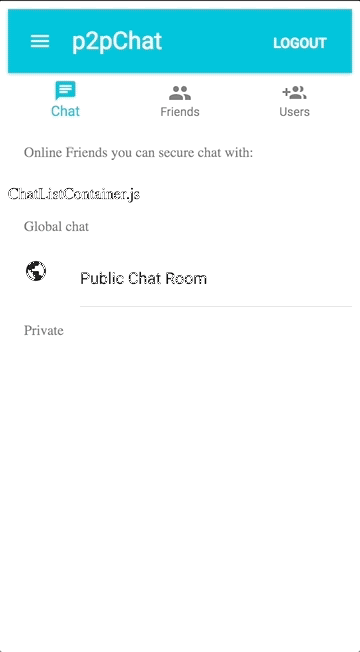 p2pChat
LOGOUT
Chat
Friends
Users
Online Friends you can secure chat with:
ChatListContainer.js
Global chat
Public Chat Room
Private